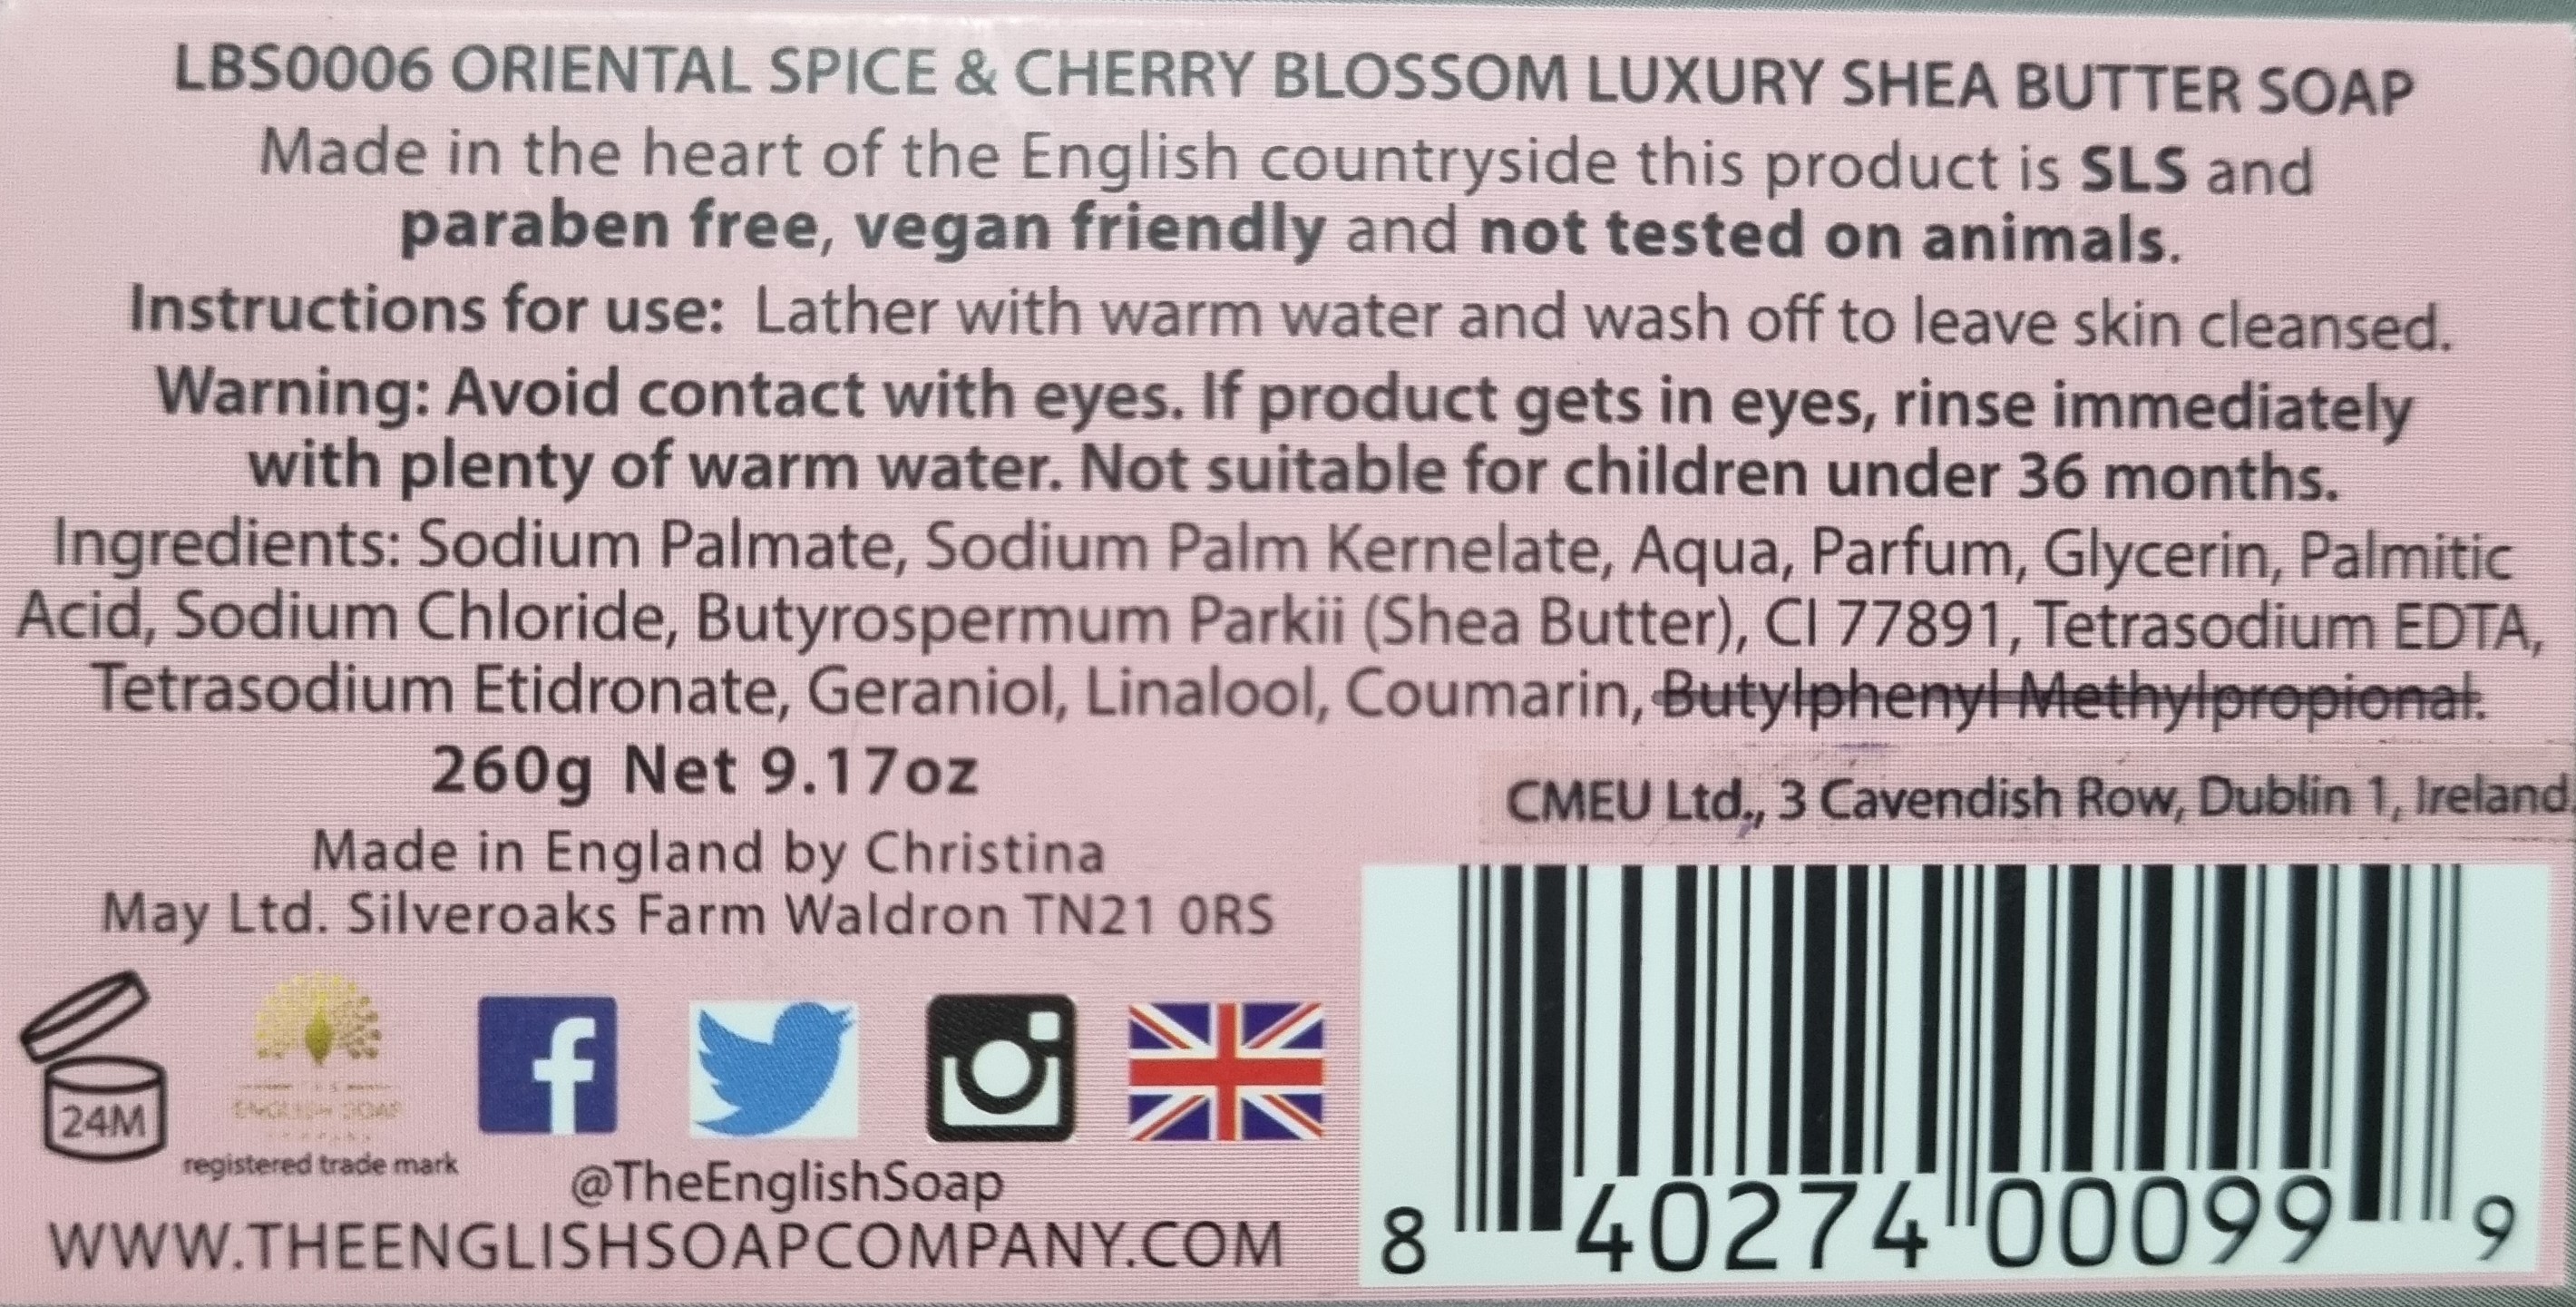 LBS0006 ORIENTAL SPICE & CHERRY BLOSSOM LUXURY SHEA BUTTER SOAP
Made in the heart of the English countryside this product is SLS and
paraben free, vegan friendly and not tested on animals.
Instructions for use: Lather with warm water and wash off to leave skin cleansed.
Warning: Avoid contact with eyes. If product gets in eyes, rinse immediately
with plenty of warm water. Not suitable for children under 36 months.
Ingredients: Sodium Palmate, Sodium Palm Kernelate, Aqua, Parfum, Glycerin, Palmitic
Acid, Sodium Chloride, Butyrospermum Parkii (Shea Butter), CI 77891, Tetrasodium EDTA,
Tetrasodium Etidronate, Geraniol, Linalool, Coumarin, Butylphenyl Methylpropional.
260g Net 9.17oz
CMEU Ltd., 3 Cavendish Row, Dublin 1, Ireland
Made in England by Christina
May Ltd. Silveroaks Farm Waldron TN21 0RS
24M
ENGLISH SOAP
registered trade mark
@TheEnglishSoap
WWW.THEENGLISHSOAPCOMPANY.COM
8 40274 00099 9